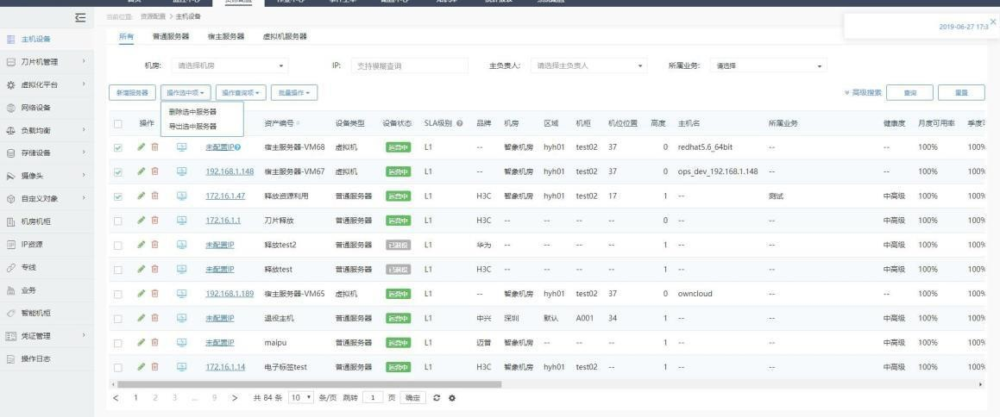 当前位置: 资源配置 > 主机设备
2019-06-27 17:3
主机设备
刀片机管理
虚拟化平台
网络设备
负载均衡
存储设备
摄像头
自定义对象
机房机柜
IP资源
专线
业务
智能机柜
凭证管理
操作日志
所有 普通服务器 宿主服务器 虚拟机服务器
机房: 请选择机房 IP: 支持模糊查询 主负责人: 请选择主负责人 所属业务: 请选择
新增服务器 操作选中项 操作查询项 批量操作 高级搜索 查询 重置
删除选中服务器
导出选中服务器
操作 资产编号 设备类型 设备状态 SLA级别 品牌 机房 区域 机柜 机位位置 高度 主机名 所属业务 健康度 月度可用率
未配置IP 宿主服务器-VM68 虚拟机 运营中 L1 -- 智象机房 hyh01 test02 37 0 redhat5.6_64bit -- -- 100% 100%
192.168.1.148 宿主服务器-VM67 虚拟机 运营中 L1 -- 智象机房 hyh01 test02 37 0 ops_dev_192.168.1.148 -- -- 100% 100%
172.16.1.47 释放资源利用 普通服务器 运营中 L1 H3C 智象机房 hyh01 test02 17 1 -- 测试 中高级 100% 100%
172.16.1.1 刀片释放 普通服务器 运营中 L1 H3C -- -- -- -- 0 -- -- 中高级 100% 100%
未配置IP 释放test2 普通服务器 L1 华为 -- -- -- -- 1 -- -- 中高级 100% 100%
未配置IP 释放test 普通服务器 L1 H3C -- -- -- -- 1 -- -- 中高级 100% 100%
192.168.1.189 宿主服务器-VM65 虚拟机 运营中 L1 -- 智象机房 hyh01 test02 37 0 owncloud -- 中高级 100% 100%
未配置IP 退役主机 普通服务器 运营中 L1 中兴 深圳 默认 A001 34 1 -- -- 中高级 100% 100%
未配置IP maipu 普通服务器 运营中 L1 迈普 智象机房 -- -- -- 1 -- -- 中高级 100% 100%
172.16.1.14 电子标签test 普通服务器 运营中 L1 H3C 智象机房 hyh01 test02 -- 1 -- -- 中高级 100% 100%
< 1 2 3 ... 9 > 共 84 条 10 条/页 跳转 1 页 确定